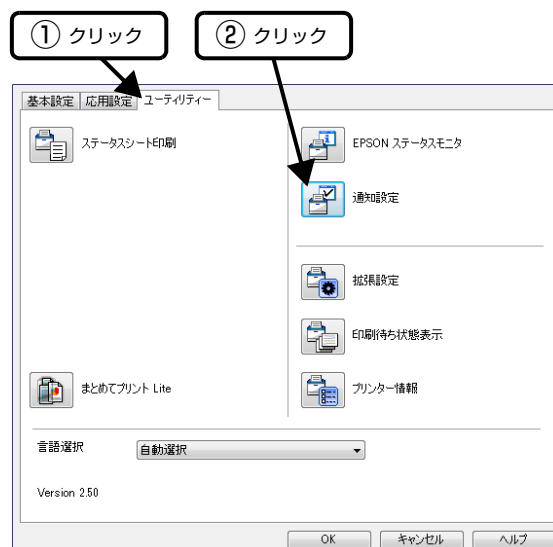 ① クリック
② クリック
基本設定 応用設定 ユーティリティー
ステータスシート印刷
EPSON ステータスモニタ
通知設定
拡張設定
印刷待ち状態表示
まとめてプリント Lite
プリンター情報
言語選択 自動選択
Version 2.50
OK キャンセル ヘルプ